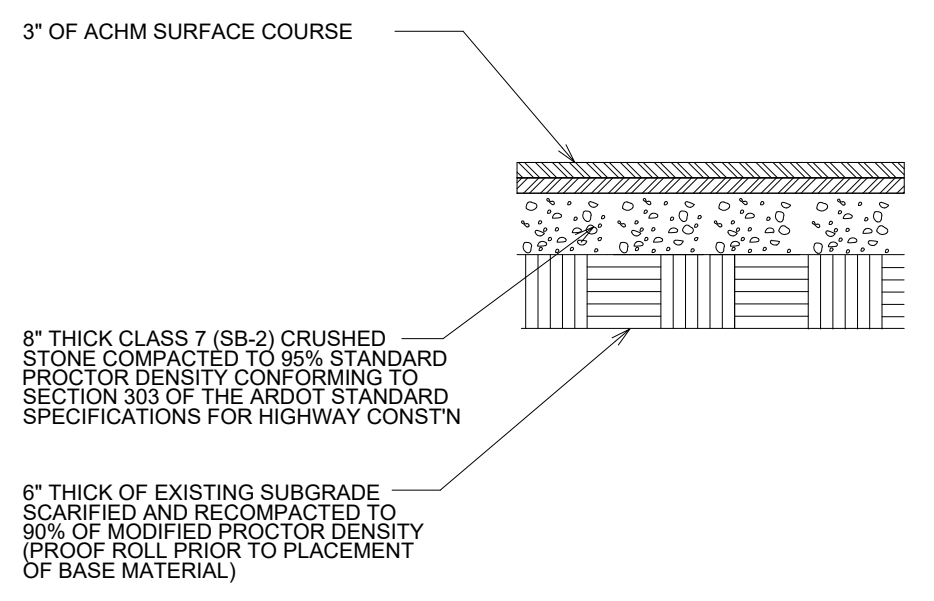 3" OF ACHM SURFACE COURSE
8" THICK CLASS 7 (SB-2) CRUSHED
STONE COMPACTED TO 95% STANDARD
PROCTOR DENSITY CONFORMING TO
SECTION 303 OF THE ARDOT STANDARD
SPECIFICATIONS FOR HIGHWAY CONST'N
6" THICK OF EXISTING SUBGRADE
SCARIFIED AND RECOMPACTED TO
90% OF MODIFIED PROCTOR DENSITY
(PROOF ROLL PRIOR TO PLACEMENT
OF BASE MATERIAL)